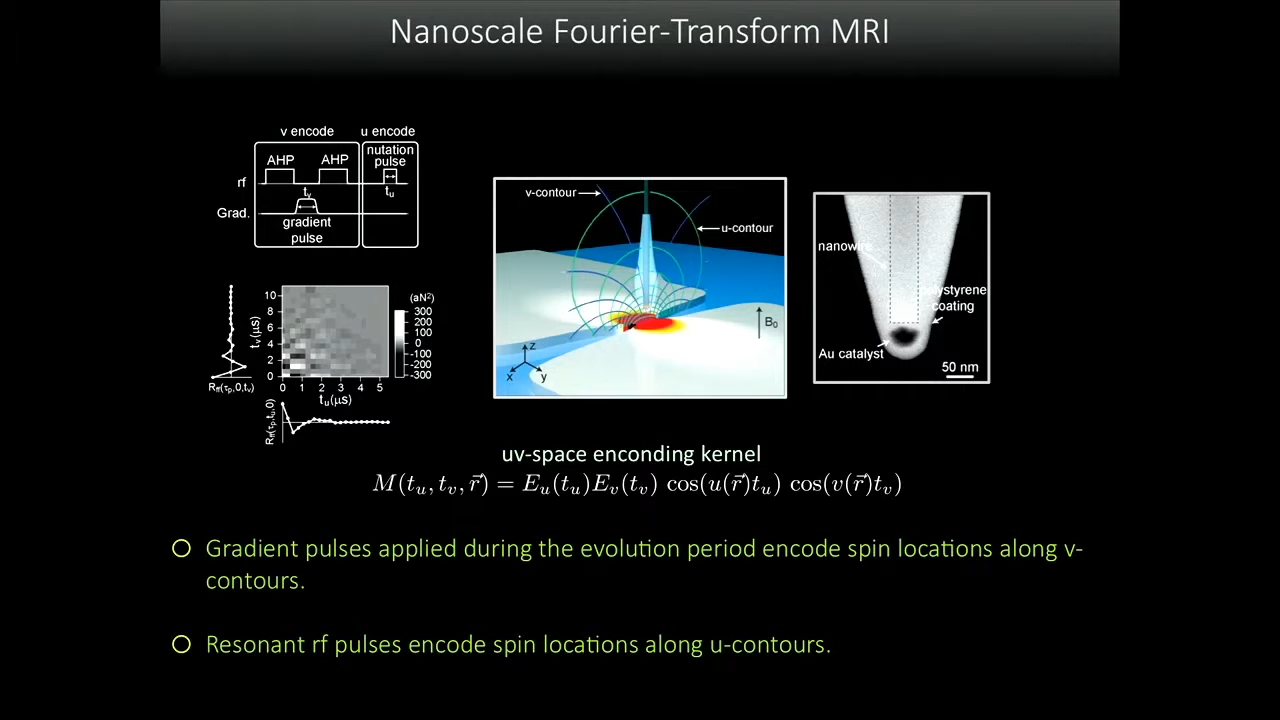 Nanoscale Fourier-Transform MRI
v encode
u encode
AHP
AHP
nutation
pulse
rf
t_v
t_u
Grad.
gradient
pulse
10
8
6
4
2
0
t_v(μs)
0 1 2 3 4 5
t_u(μs)
(aN²)
300
200
100
0
-100
-200
-300
R_ff(τ_p,0,t_v)
R_ff(τ_p,t_u,0)
v-contour
u-contour
B₀
z
x
y
nanowire
polystyrene
coating
Au catalyst
50 nm
uv-space enconding kernel
M(t_u, t_v, r⃗) = E_u(t_u)E_v(t_v) cos(u(r⃗)t_u) cos(v(r⃗)t_v)
Gradient pulses applied during the evolution period encode spin locations along v-
contours.
Resonant rf pulses encode spin locations along u-contours.